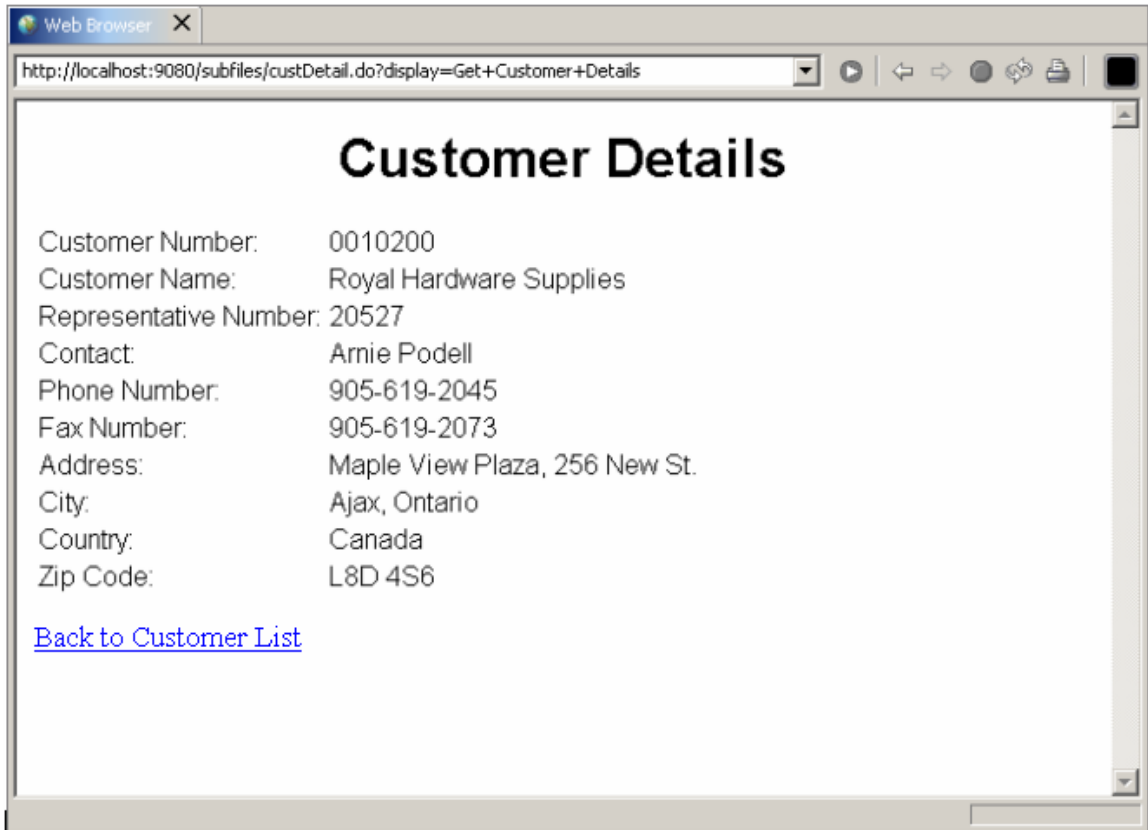 Web Browser
http://localhost:9080/subfiles/custDetail.do?display=Get+Customer+Details
Customer Details
Customer Number: 0010200
Customer Name: Royal Hardware Supplies
Representative Number: 20527
Contact: Arnie Podell
Phone Number: 905-619-2045
Fax Number: 905-619-2073
Address: Maple View Plaza, 256 New St.
City: Ajax, Ontario
Country: Canada
Zip Code: L8D 4S6
Back to Customer List